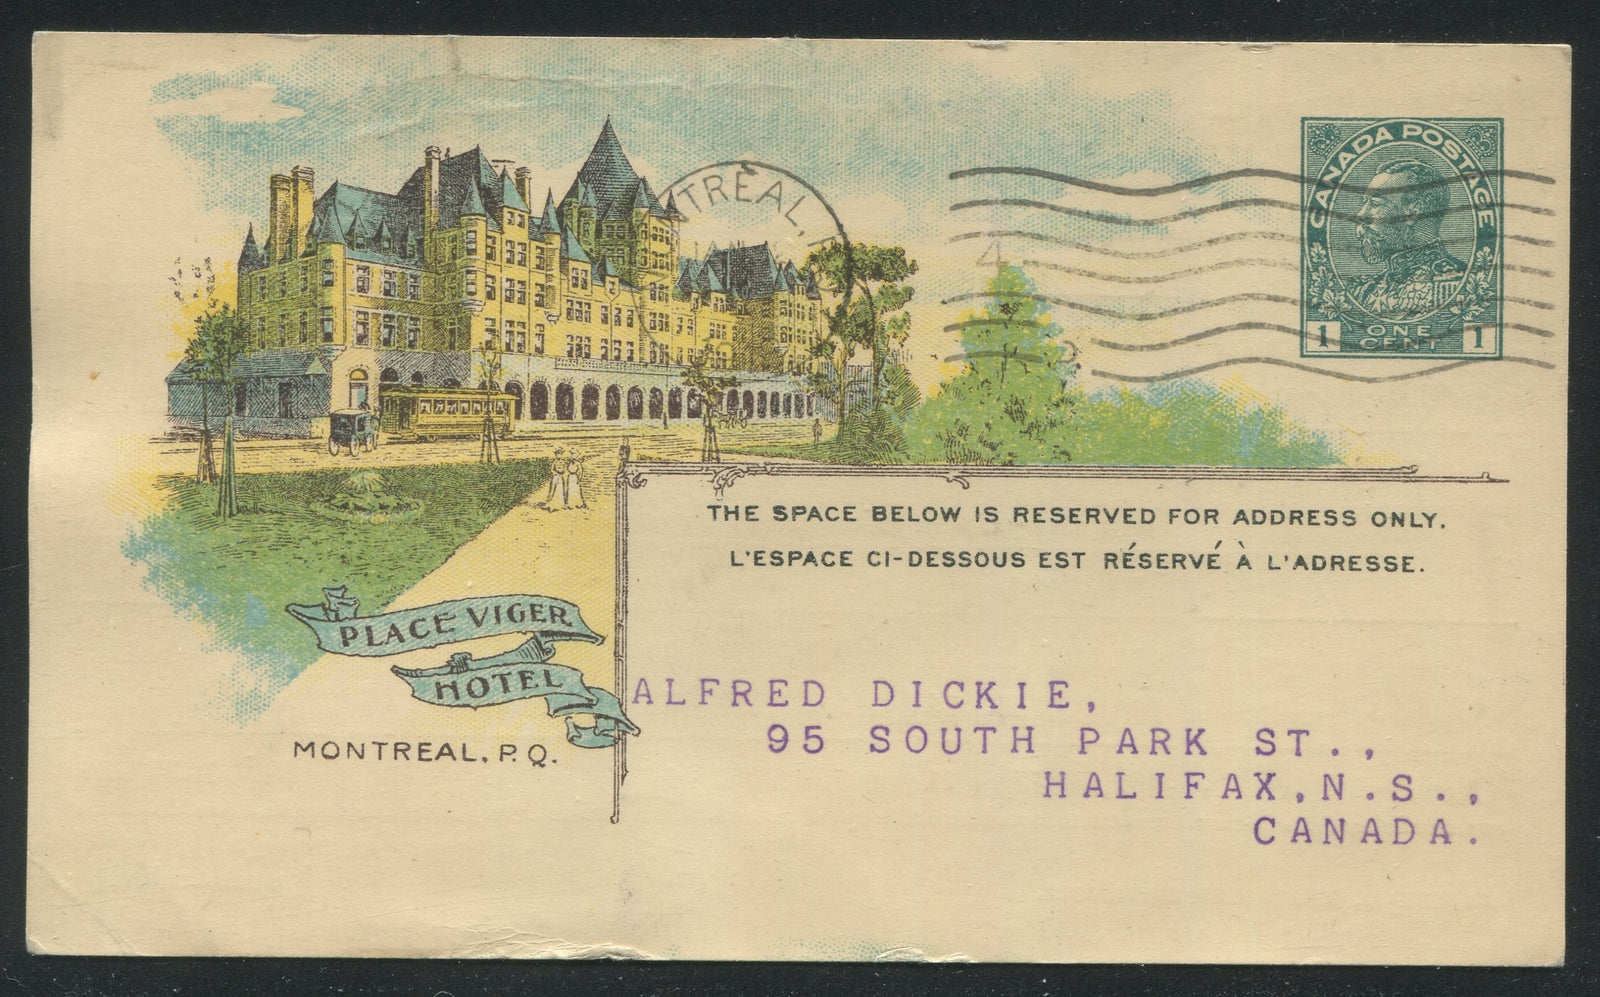 CANADA POSTAGE
1 ONE CENT 1
4
THE SPACE BELOW IS RESERVED FOR ADDRESS ONLY.
L'ESPACE CI-DESSOUS EST RÉSERVÉ À L'ADRESSE.
PLACE VIGER
HOTEL
MONTREAL, P.Q.
ALFRED DICKIE,
95 SOUTH PARK ST.,
HALIFAX,N.S.,
CANADA.